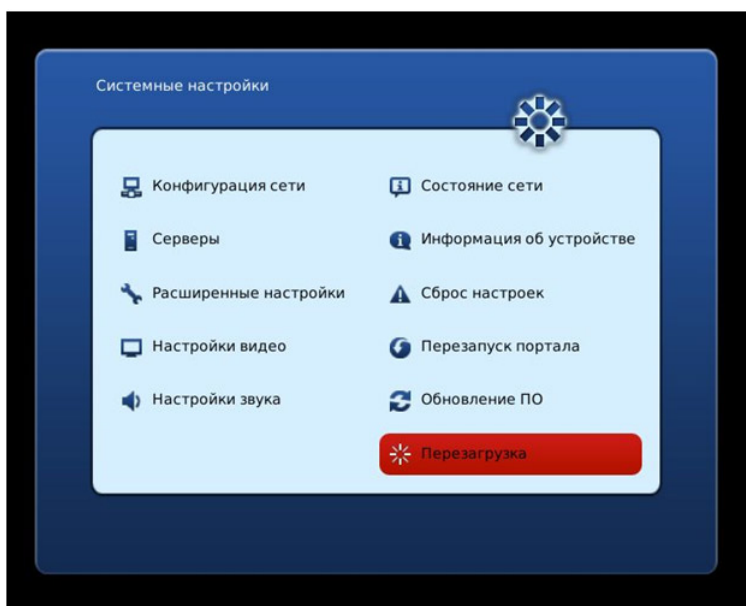 Системные настройки
Конфигурация сети
Состояние сети
Серверы
Информация об устройстве
Расширенные настройки
Сброс настроек
Настройки видео
Перезапуск портала
Настройки звука
Обновление ПО
Перезагрузка